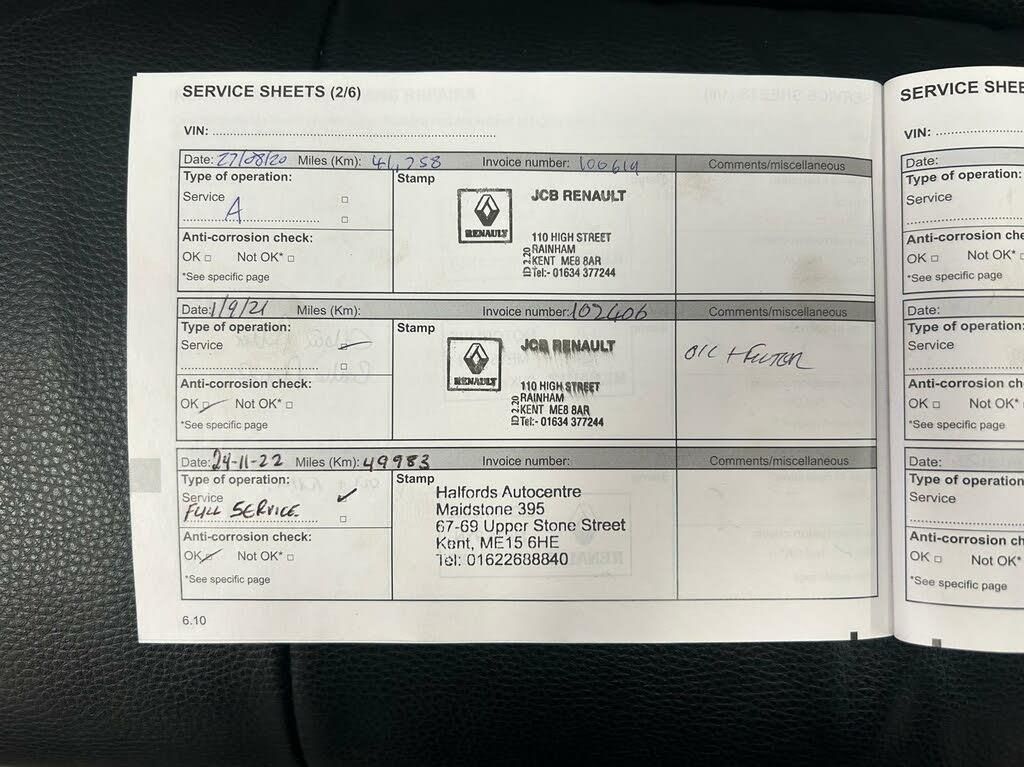 SERVICE SHEETS (2/6)
VIN: ................................................................
Date: 27/08/20 Miles (Km): 41,758 Invoice number: 100619 Comments/miscellaneous
Type of operation:
Service
A
Stamp
RENAULT
JCB RENAULT
110 HIGH STREET
RAINHAM
KENT ME8 8AR
Tel:- 01634 377244
ID 2.20
Anti-corrosion check:
OK □ Not OK* □
*See specific page
Date: 1/9/21 Miles (Km): Invoice number: 102406 Comments/miscellaneous
Type of operation:
Service
Stamp
RENAULT
JCB RENAULT
110 HIGH STREET
RAINHAM
KENT ME8 8AR
Tel:- 01634 377244
ID 2.20
OIL + FILTER
Anti-corrosion check:
OK ✓ Not OK* □
*See specific page
Date: 24-11-22 Miles (Km): 49983 Invoice number: Comments/miscellaneous
Type of operation:
Service ✓
FULL SERVICE.
Stamp
Halfords Autocentre
Maidstone 395
67-69 Upper Stone Street
Kent, ME15 6HE
Tel: 01622688840
Anti-corrosion check:
OK ✓ Not OK* □
*See specific page
6.10
SERVICE SHEE
VIN:
Date:
Type of operation:
Service
Anti-corrosion che
OK □ Not OK* □
*See specific page
Date:
Type of operation:
Service
Anti-corrosion ch
OK □ Not OK* □
*See specific page
Date:
Type of operation
Service
Anti-corrosion ch
OK □ Not OK*
*See specific page